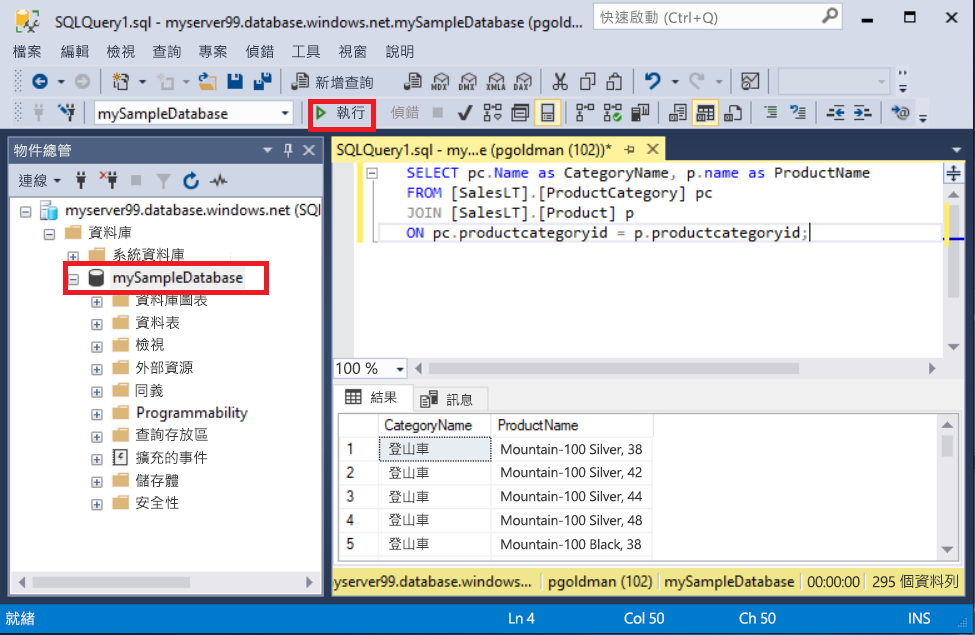 SQLQuery1.sql - myserver99.database.windows.net.mySampleDatabase (pgold...
快速啟動 (Ctrl+Q)
檔案 編輯 檢視 查詢 專案 偵錯 工具 視窗 說明
新增查詢 MDX DMX XMLA DAX
mySampleDatabase 執行 偵錯
物件總管
連線
myserver99.database.windows.net (SQl
資料庫
系統資料庫
mySampleDatabase
資料庫圖表
資料表
檢視
外部資源
同義
Programmability
查詢存放區
擴充的事件
儲存體
安全性
SQLQuery1.sql - my...e (pgoldman (102))*
SELECT pc.Name as CategoryName, p.name as ProductName
FROM [SalesLT].[ProductCategory] pc
JOIN [SalesLT].[Product] p
ON pc.productcategoryid = p.productcategoryid;
100 %
結果 訊息
CategoryName ProductName
1 登山車 Mountain-100 Silver, 38
2 登山車 Mountain-100 Silver, 42
3 登山車 Mountain-100 Silver, 44
4 登山車 Mountain-100 Silver, 48
5 登山車 Mountain-100 Black, 38
yserver99.database.windows... pgoldman (102) mySampleDatabase 00:00:00 295 個資料列
就緒 Ln 4 Col 50 Ch 50 INS